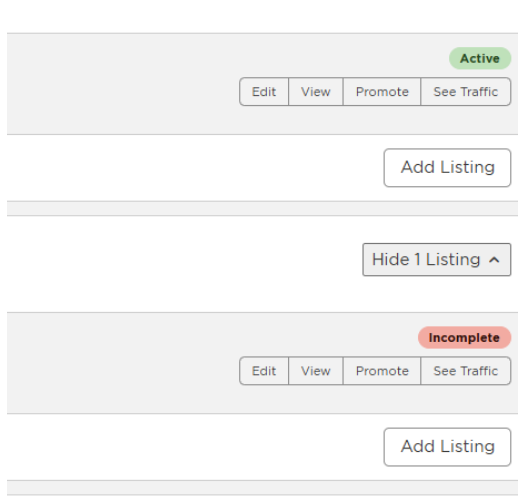 Active
Edit View Promote See Traffic
Add Listing
Hide 1 Listing
Incomplete
Edit View Promote See Traffic
Add Listing